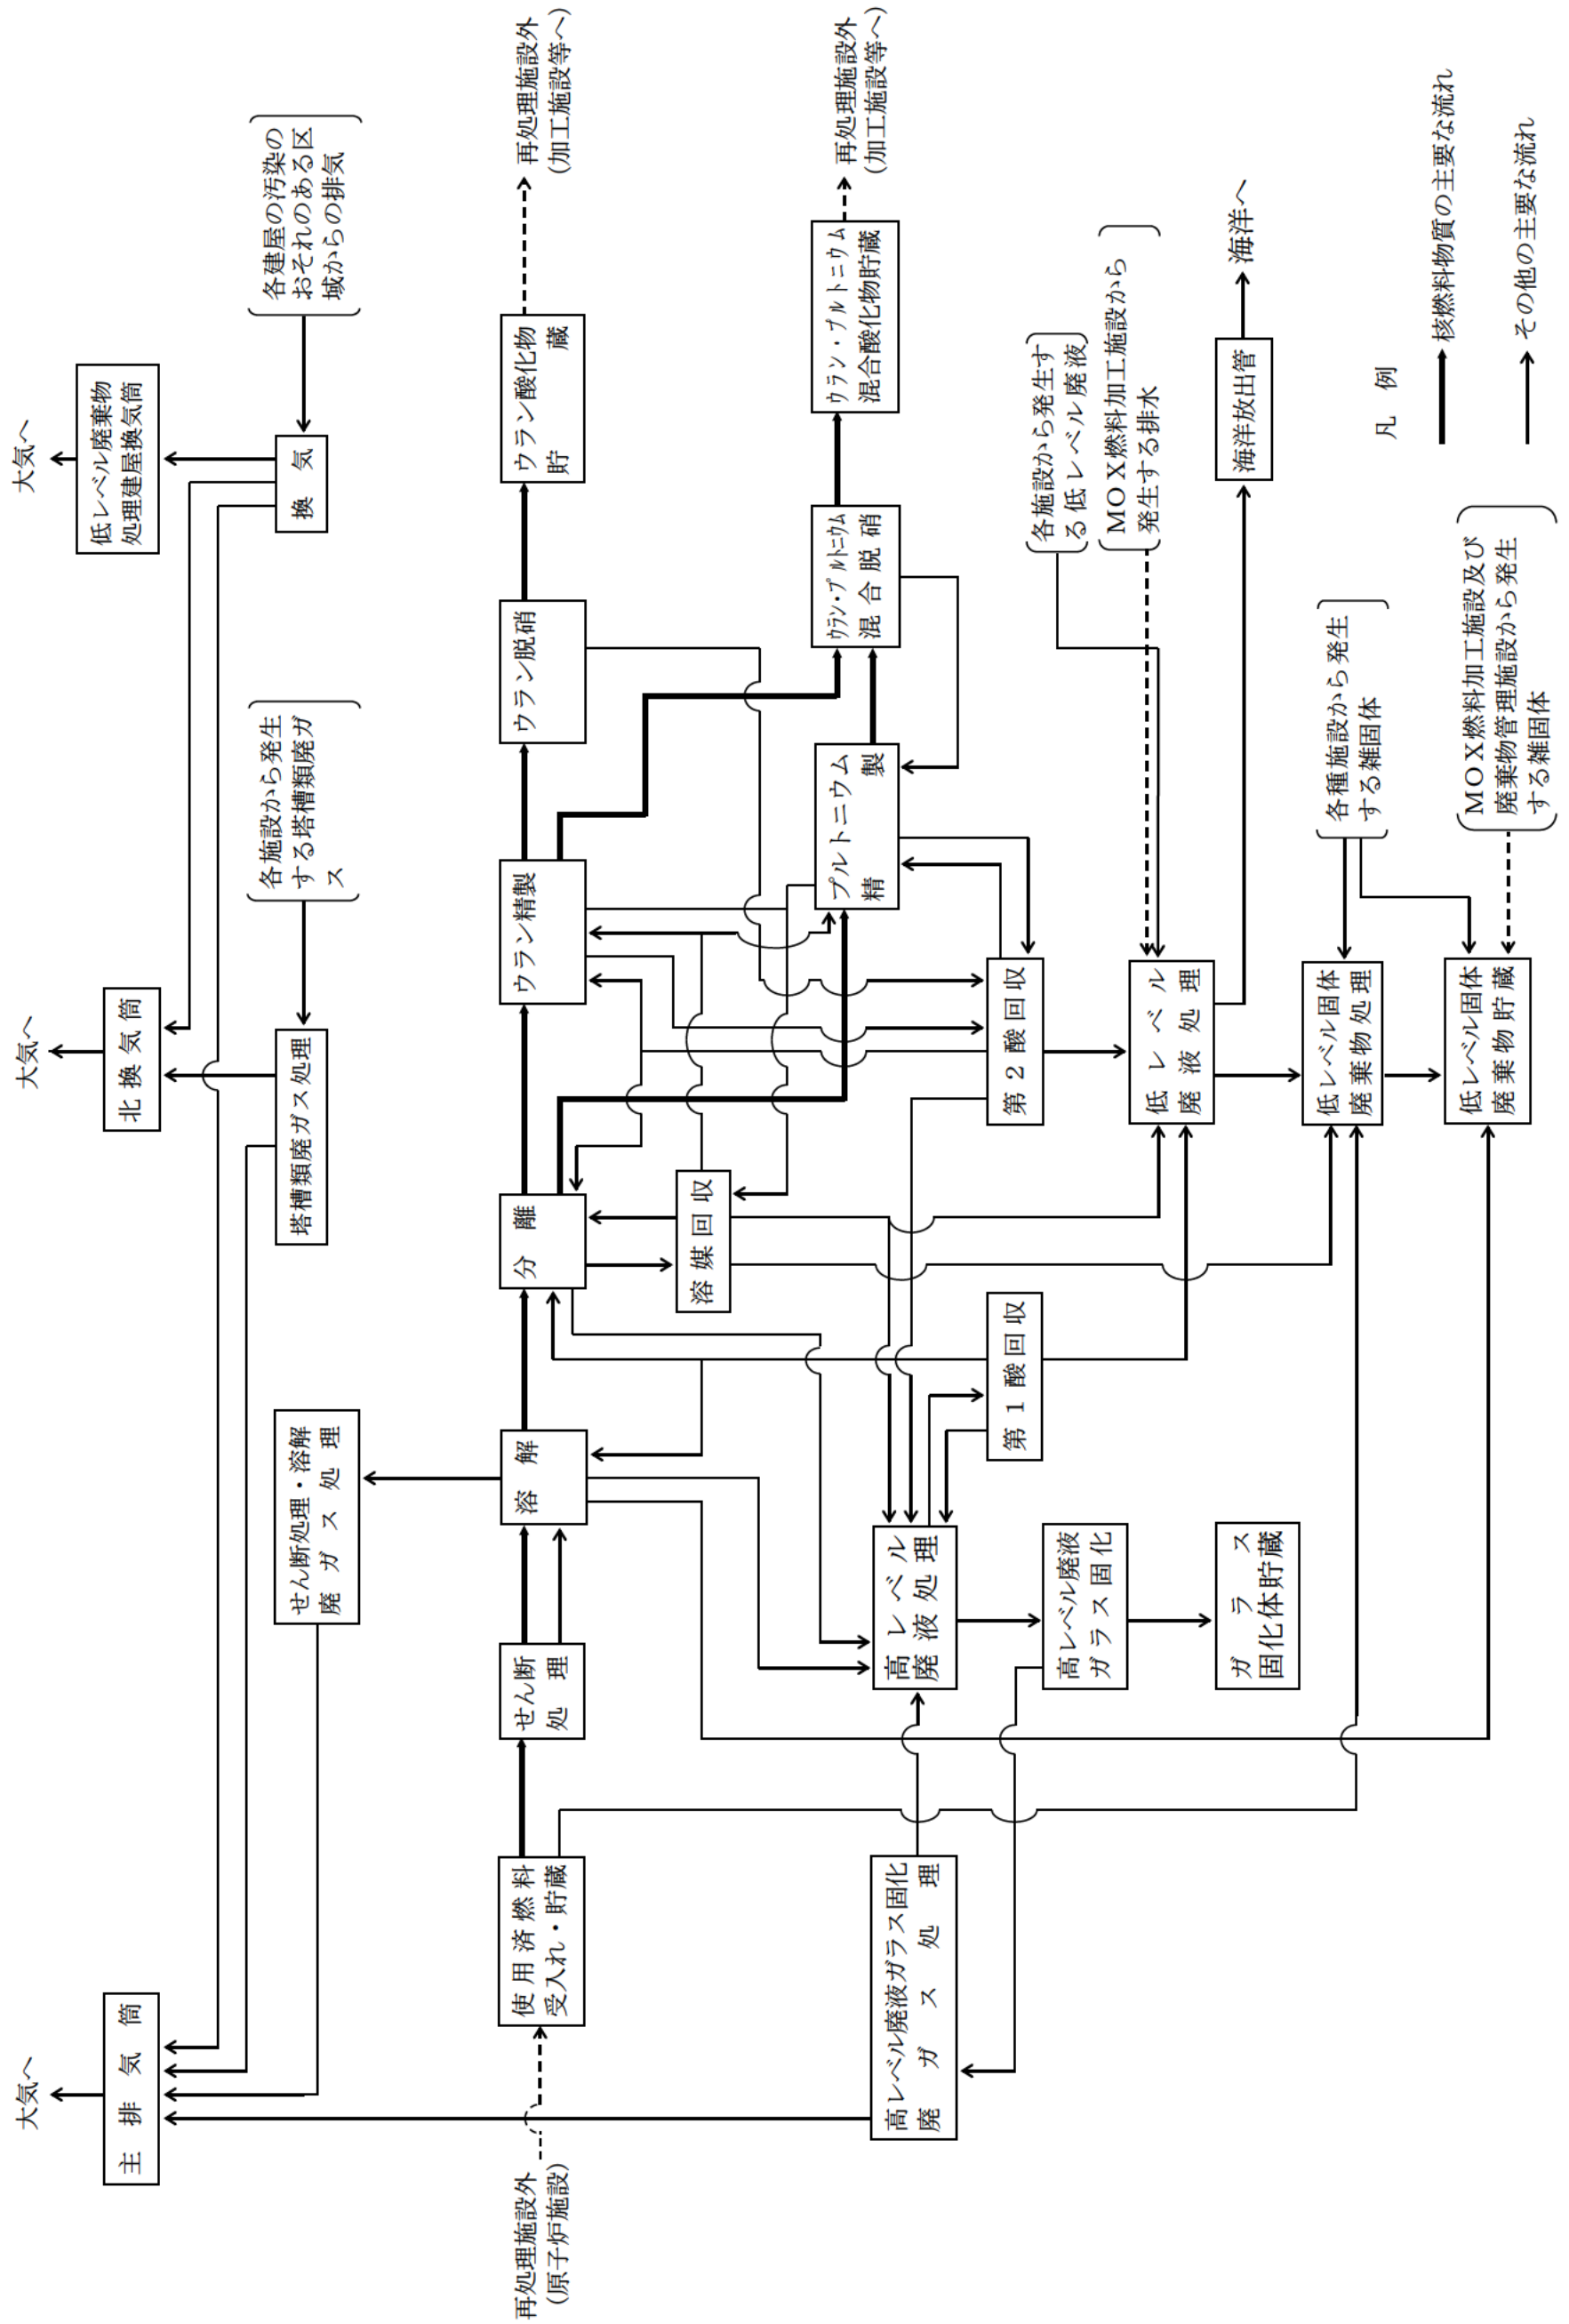 大気へ
大気へ
大気へ
主排気筒
北換気筒
低レベル廃棄物
処理建屋換気筒
せん断処理・溶解
廃ガス処理
塔槽類廃ガス処理
各施設から発生
する塔槽類廃ガ
ス
換気
各建屋の汚染の
おそれのある区
域からの排気
再処理施設外
(原子炉施設)
使用済燃料
受入れ・貯蔵
せん断
処理
溶解
分離
ウラン精製
ウラン脱硝
ウラン酸化物
貯蔵
再処理施設外
(加工施設等へ)
溶媒回収
プルトニウム
精製
ウラン・プルトニウム
混合脱硝
ウラン・プルトニウム
混合酸化物貯蔵
再処理施設外
(加工施設等へ)
高レベル廃液ガラス固化
廃ガス処理
高レベル
廃液処理
第1酸回収
第2酸回収
各施設から発生す
る低レベル廃液
MOX燃料加工施設から
発生する排水
高レベル廃液
ガラス固化
低レベル
廃液処理
ガラス
固化体貯蔵
海洋放出管
海洋へ
低レベル固体
廃棄物処理
各種施設から発生
する雑固体
低レベル固体
廃棄物貯蔵
MOX燃料加工施設及び
廃棄物管理施設から発生
する雑固体
凡例
核燃料物質の主要な流れ
その他の主要な流れ